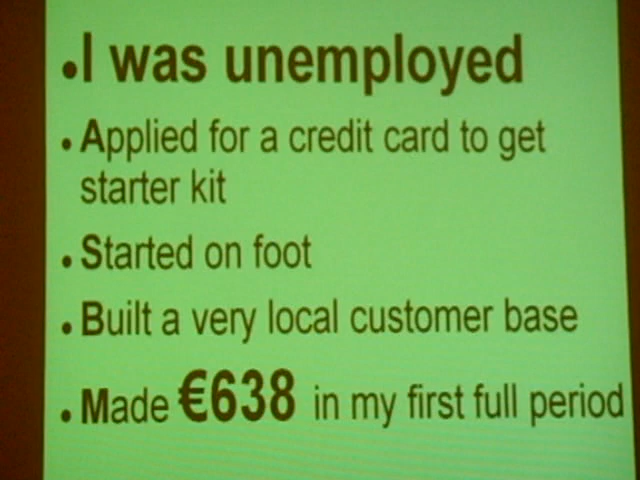 •I was unemployed
•Applied for a credit card to get
starter kit
•Started on foot
•Built a very local customer base
•Made €638 in my first full period